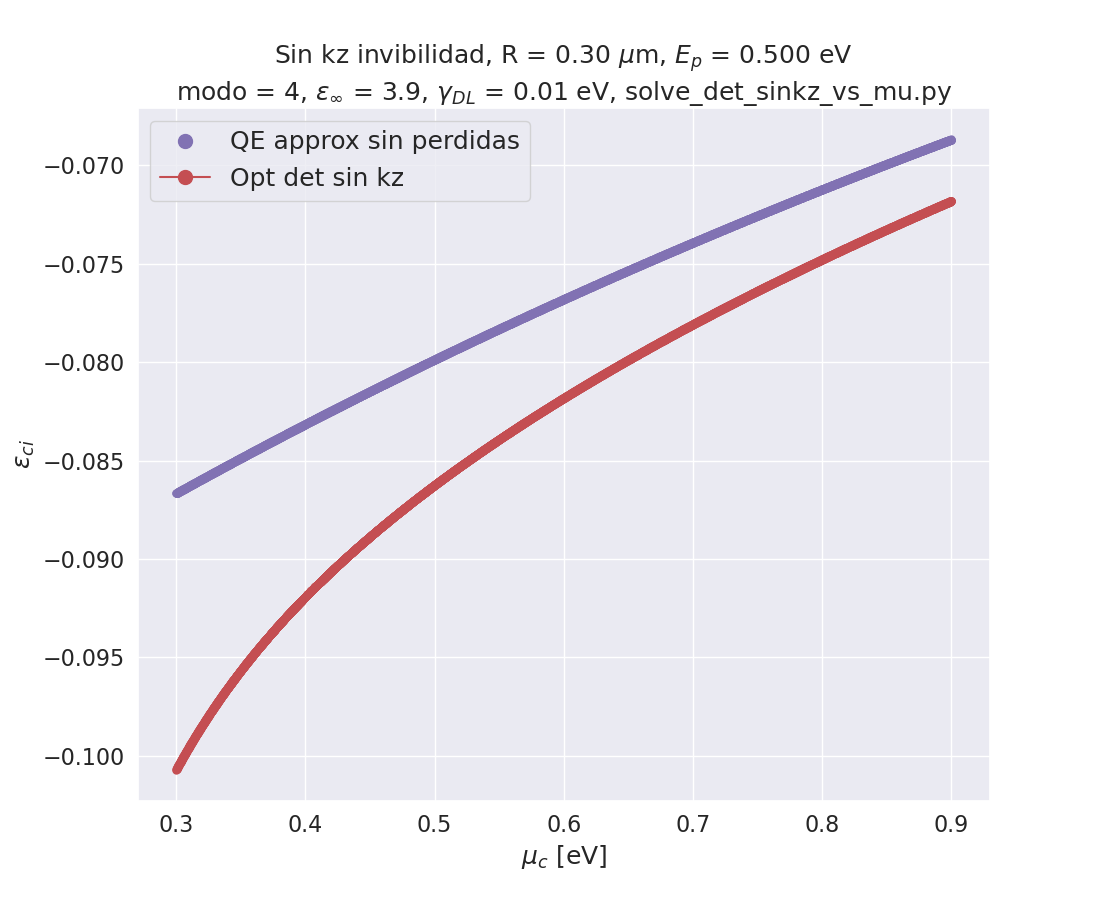 Sin kz invibilidad, R = 0.30 μm, E_p = 0.500 eV
modo = 4, ε_∞ = 3.9, γ_DL = 0.01 eV, solve_det_sinkz_vs_mu.py
QE approx sin perdidas
Opt det sin kz
−0.070
−0.075
−0.080
−0.085
−0.090
−0.095
−0.100
ε_ci
0.3 0.4 0.5 0.6 0.7 0.8 0.9
μ_c [eV]